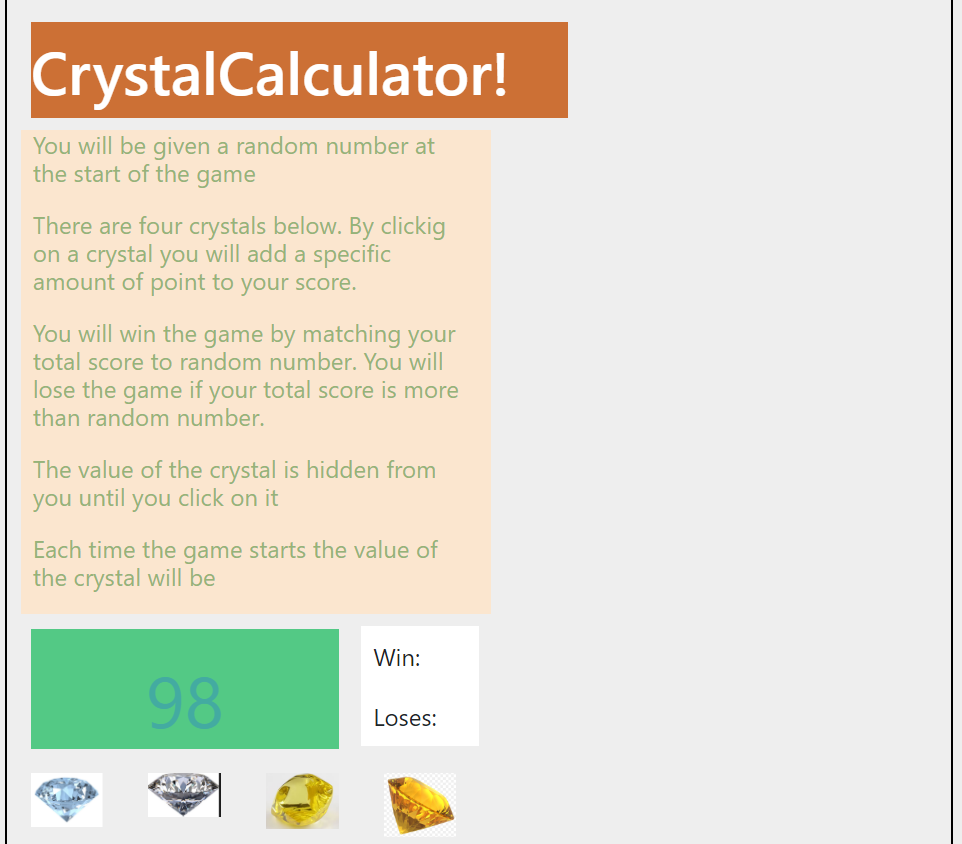 CrystalCalculator!
You will be given a random number at
the start of the game
There are four crystals below. By clickig
on a crystal you will add a specific
amount of point to your score.
You will win the game by matching your
total score to random number. You will
lose the game if your total score is more
than random number.
The value of the crystal is hidden from
you until you click on it
Each time the game starts the value of
the crystal will be
98
Win:
Loses: